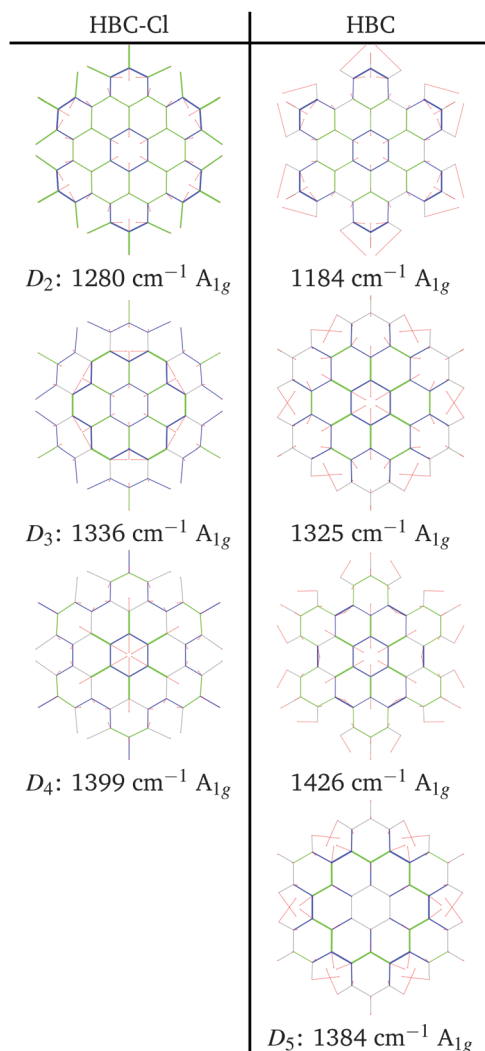 HBC-Cl HBC
D₂: 1280 cm⁻¹ A₁g 1184 cm⁻¹ A₁g
D₃: 1336 cm⁻¹ A₁g 1325 cm⁻¹ A₁g
D₄: 1399 cm⁻¹ A₁g 1426 cm⁻¹ A₁g
D₅: 1384 cm⁻¹ A₁g